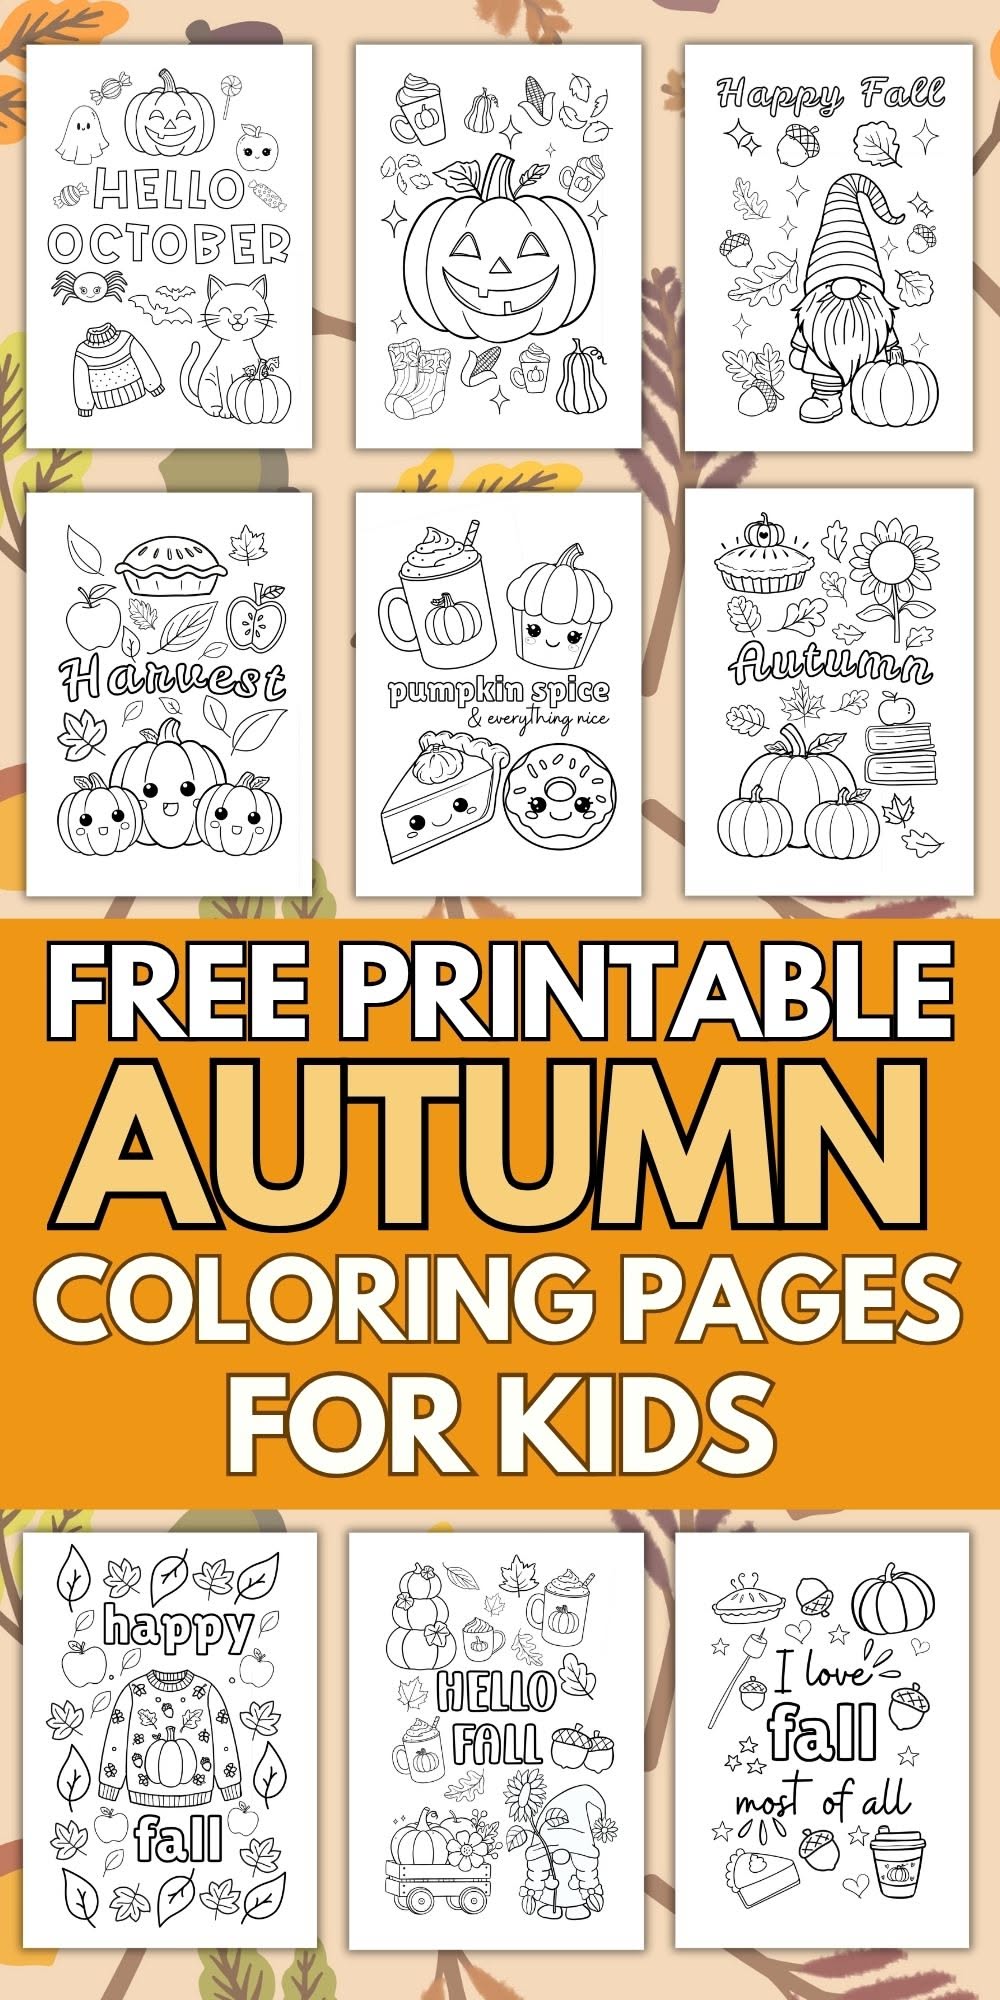 HELLO
OCTOBER
Happy Fall
Harvest
pumpkin spice
& everything nice
Autumn
FREE PRINTABLE
AUTUMN
COLORING PAGES
FOR KIDS
happy
fall
HELLO
FALL
I love
fall
most of all